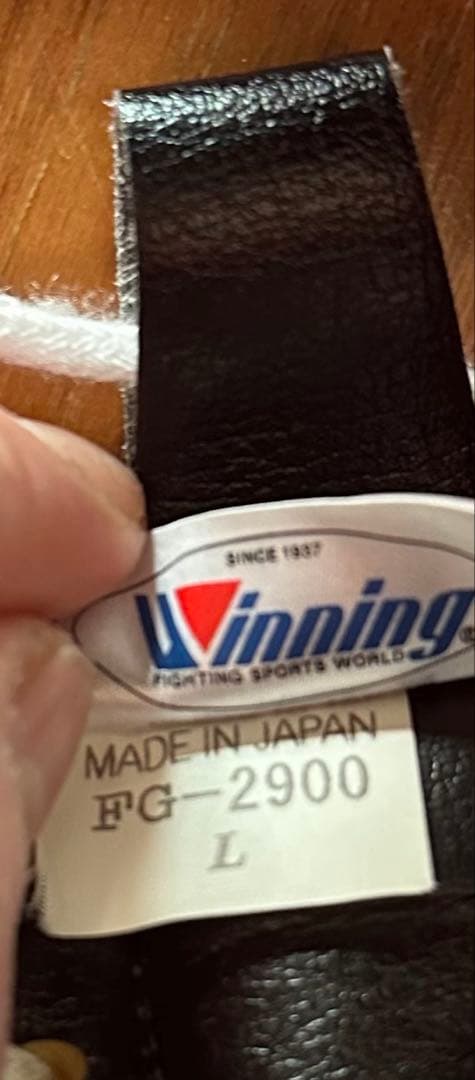 SINCE 1937
Winning
FIGHTING SPORTS WORLD
MADE IN JAPAN
FG-2900
L